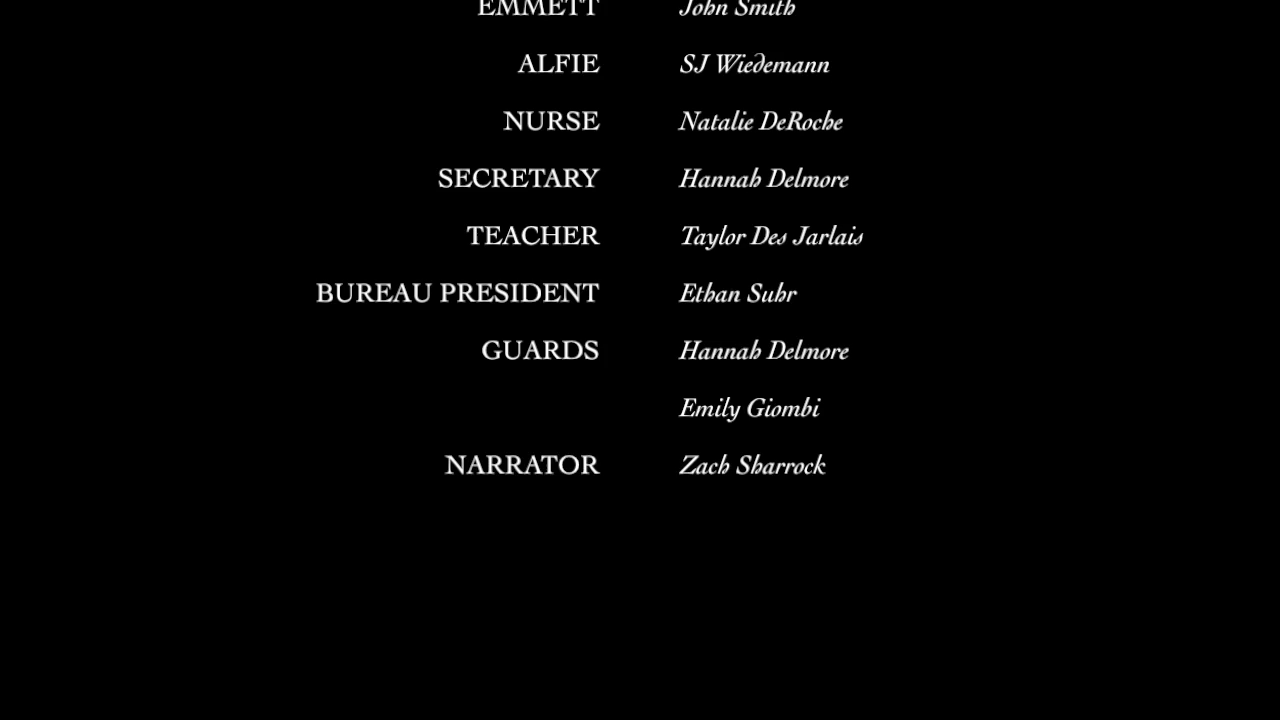 EMMETT John Smith
ALFIE SJ Wiedemann
NURSE Natalie DeRoche
SECRETARY Hannah Delmore
TEACHER Taylor Des Jarlais
BUREAU PRESIDENT Ethan Suhr
GUARDS Hannah Delmore
Emily Giombi
NARRATOR Zach Sharrock